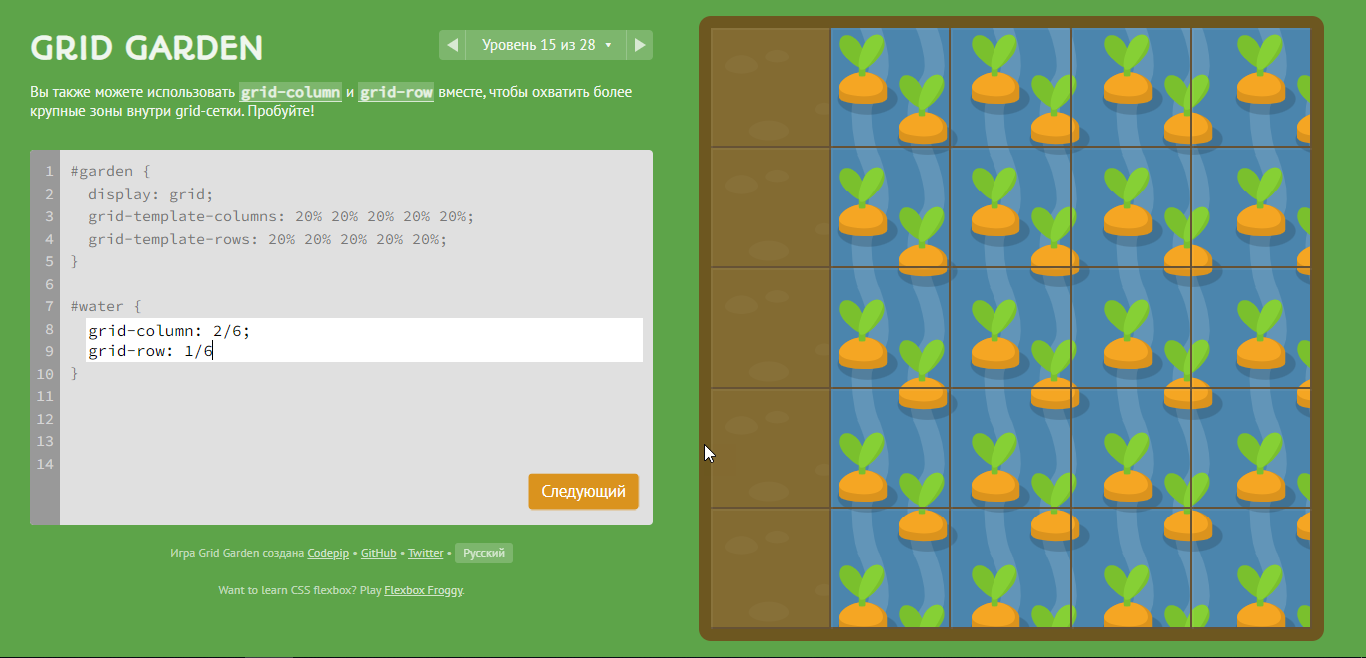 GRID GARDEN
Уровень 15 из 28
Вы также можете использовать grid-column и grid-row вместе, чтобы охватить более
крупные зоны внутри grid-сетки. Пробуйте!
1 #garden {
2 display: grid;
3 grid-template-columns: 20% 20% 20% 20% 20%;
4 grid-template-rows: 20% 20% 20% 20% 20%;
5 }
6
7 #water {
8 grid-column: 2/6;
9 grid-row: 1/6
10 }
11
12
13
14
Следующий
Игра Grid Garden создана Codepip • GitHub • Twitter • Русский
Want to learn CSS flexbox? Play Flexbox Froggy.